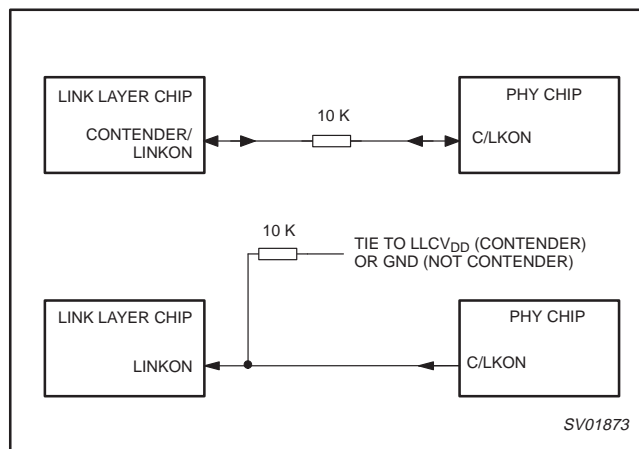 LINK LAYER CHIP
CONTENDER/
LINKON
10 K
PHY CHIP
C/LKON
10 K
TIE TO LLCV_DD (CONTENDER)
OR GND (NOT CONTENDER)
LINK LAYER CHIP
LINKON
PHY CHIP
C/LKON
SV01873